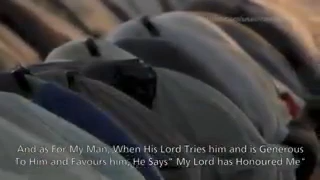 And as For My Man, When His Lord Tries him and is Generous
To Him and Favours him, He Says" My Lord has Honoured Me"